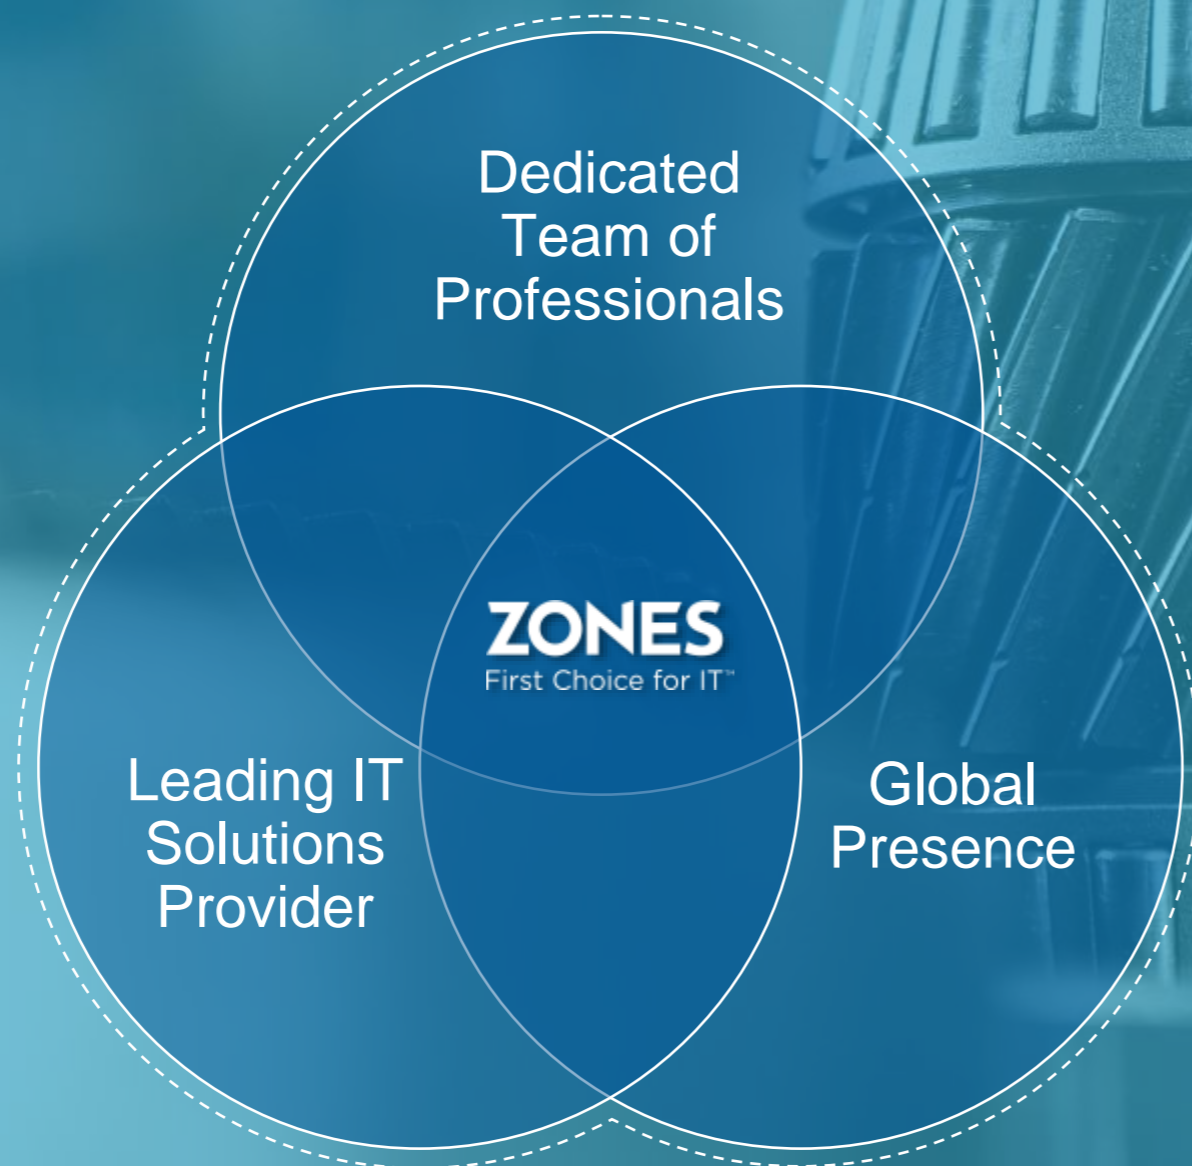 Dedicated
Team of
Professionals
ZONES
First Choice for IT™
Leading IT
Solutions
Provider
Global
Presence